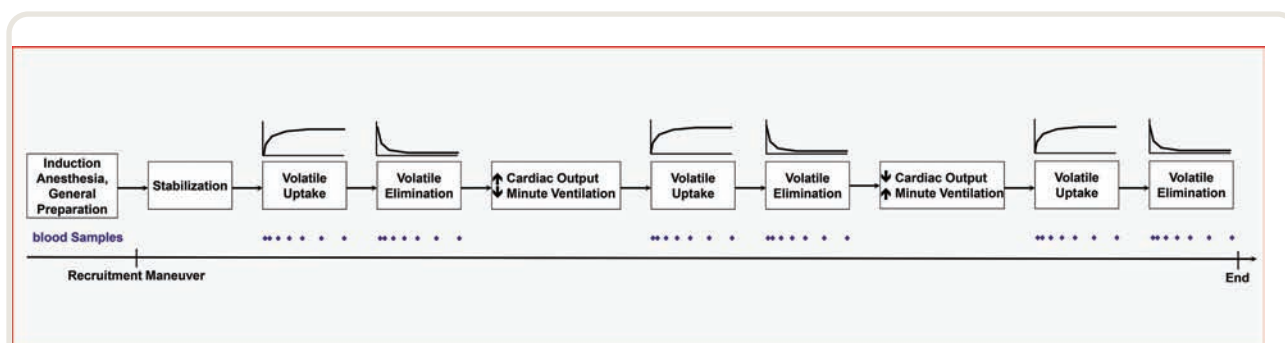 Induction
Anesthesia,
General
Preparation
Stabilization
Volatile
Uptake
Volatile
Elimination
Cardiac Output
Minute Ventilation
Volatile
Uptake
Volatile
Elimination
Cardiac Output
Minute Ventilation
Volatile
Uptake
Volatile
Elimination
blood Samples
Recruitment Maneuver
End